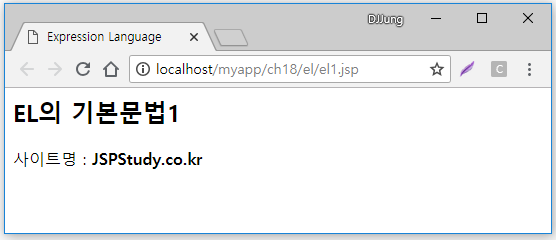 DJJung
Expression Language
localhost/myapp/ch18/el/el1.jsp
C
EL의 기본문법1
사이트명 : JSPStudy.co.kr